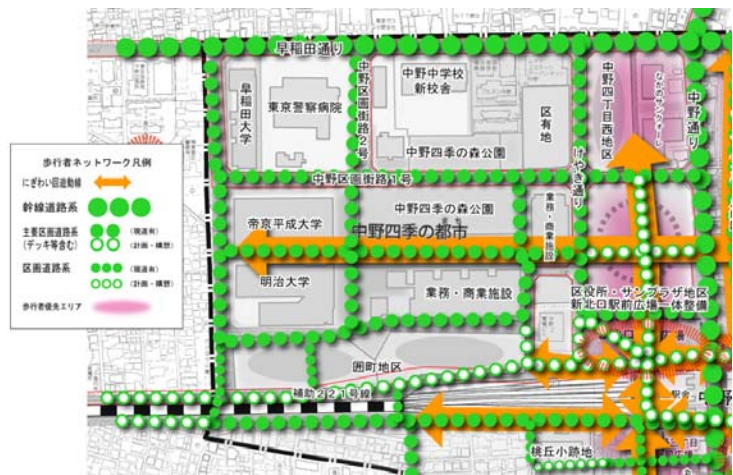 早稲田通り
早稲田大学
東京警察病院
中野区画街路2号
中野中学校
新校舎
区有地
中野四季の森公園
中野四丁目西地区
なかのサンクォーレ
中野通り
けやき通り
中野区画街路1号
歩行者ネットワーク凡例
にぎわい回遊動線
幹線道路系
主要区画道路系
(デッキ等含む)
(現道有)
(計画・構想)
区画道路系
(現道有)
(計画・構想)
歩行者優先エリア
帝京平成大学
中野四季の森公園
中野四季の都市
業務・商業施設
明治大学
業務・商業施設
区役所・サンプラザ地区
新北口駅前広場一体整備
囲町地区
補助221号線
中野
桃丘小跡地